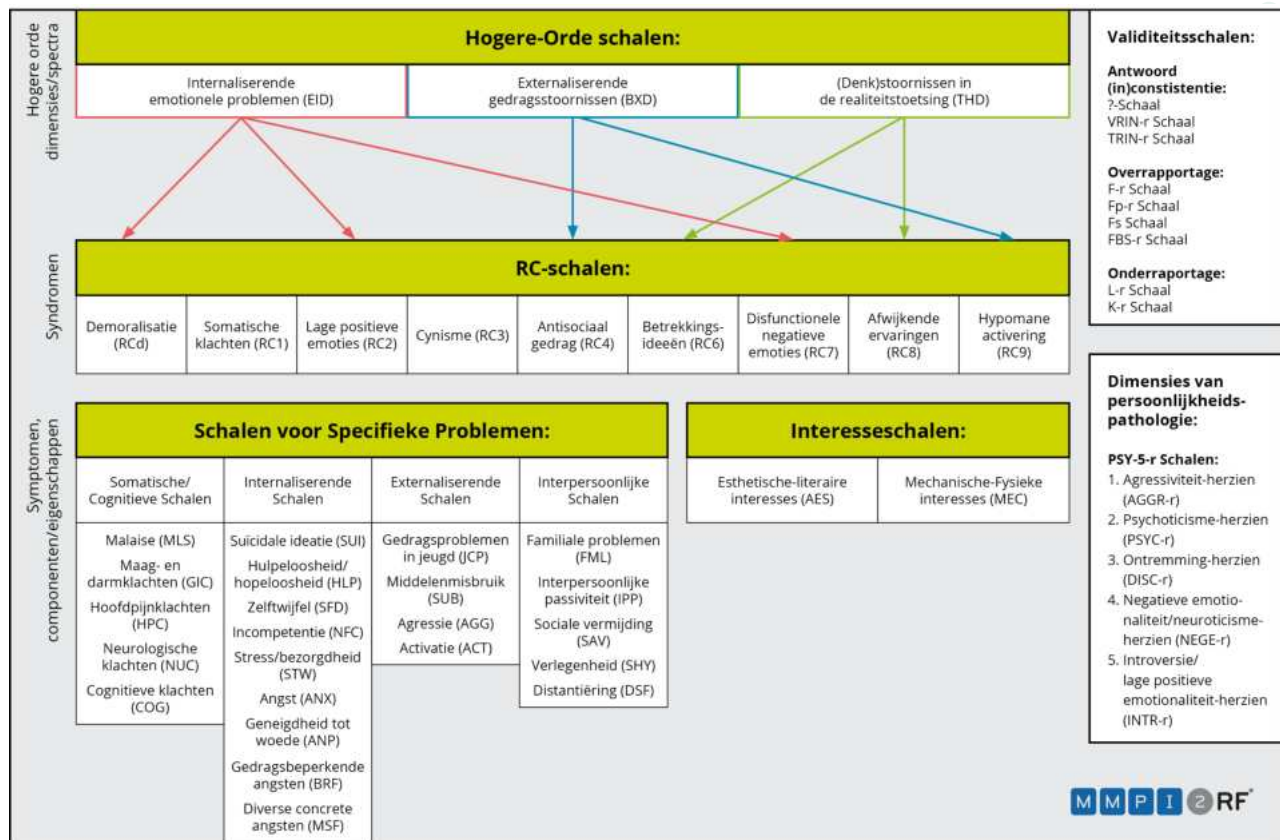 Hogere orde
dimensies/spectra
Hogere-Orde schalen:
Internaliserende
emotionele problemen (EID)
Externaliserende
gedragsstoornissen (BXD)
(Denk)stoornissen in
de realiteitstoetsing (THD)
Syndromen
RC-schalen:
Demoralisatie
(RCd)
Somatische
klachten (RC1)
Lage positieve
emoties (RC2)
Cynisme (RC3)
Antisociaal
gedrag (RC4)
Betrekkings-
ideeën (RC6)
Disfunctionele
negatieve
emoties (RC7)
Afwijkende
ervaringen
(RC8)
Hypomane
activering
(RC9)
Symptomen,
componenten/eigenschappen
Schalen voor Specifieke Problemen:
Somatische/
Cognitieve Schalen
Malaise (MLS)
Maag- en
darmklachten (GIC)
Hoofdpijnklachten
(HPC)
Neurologische
klachten (NUC)
Cognitieve klachten
(COG)
Internaliserende
Schalen
Suïcidale ideatie (SUI)
Hulpeloosheid/
hopeloosheid (HLP)
Zelftwijfel (SFD)
Incompetentie (NFC)
Stress/bezorgdheid
(STW)
Angst (ANX)
Geneigdheid tot
woede (ANP)
Gedragsbeperkende
angsten (BRF)
Diverse concrete
angsten (MSF)
Externaliserende
Schalen
Gedragsproblemen
in jeugd (JCP)
Middelenmisbruik
(SUB)
Agressie (AGG)
Activatie (ACT)
Interpersoonlijke
Schalen
Familiale problemen
(FML)
Interpersoonlijke
passiviteit (IPP)
Sociale vermijding
(SAV)
Verlegenheid (SHY)
Distantiëring (DSF)
Interesseschalen:
Esthetische-literaire
interesses (AES)
Mechanische-Fysieke
interesses (MEC)
Validiteitsschalen:
Antwoord
(in)constistentie:
?-Schaal
VRIN-r Schaal
TRIN-r Schaal
Overrapportage:
F-r Schaal
Fp-r Schaal
Fs Schaal
FBS-r Schaal
Onderraportage:
L-r Schaal
K-r Schaal
Dimensies van
persoonlijkheids-
pathologie:
PSY-5-r Schalen:
1. Agressiviteit-herzien
(AGGR-r)
2. Psychoticisme-herzien
(PSYC-r)
3. Ontremming-herzien
(DISC-r)
4. Negatieve emotio-
naliteit/neuroticisme-
herzien (NEGE-r)
5. Introversie/
lage positieve
emotionaliteit-herzien
(INTR-r)
MMPI 2 RF®